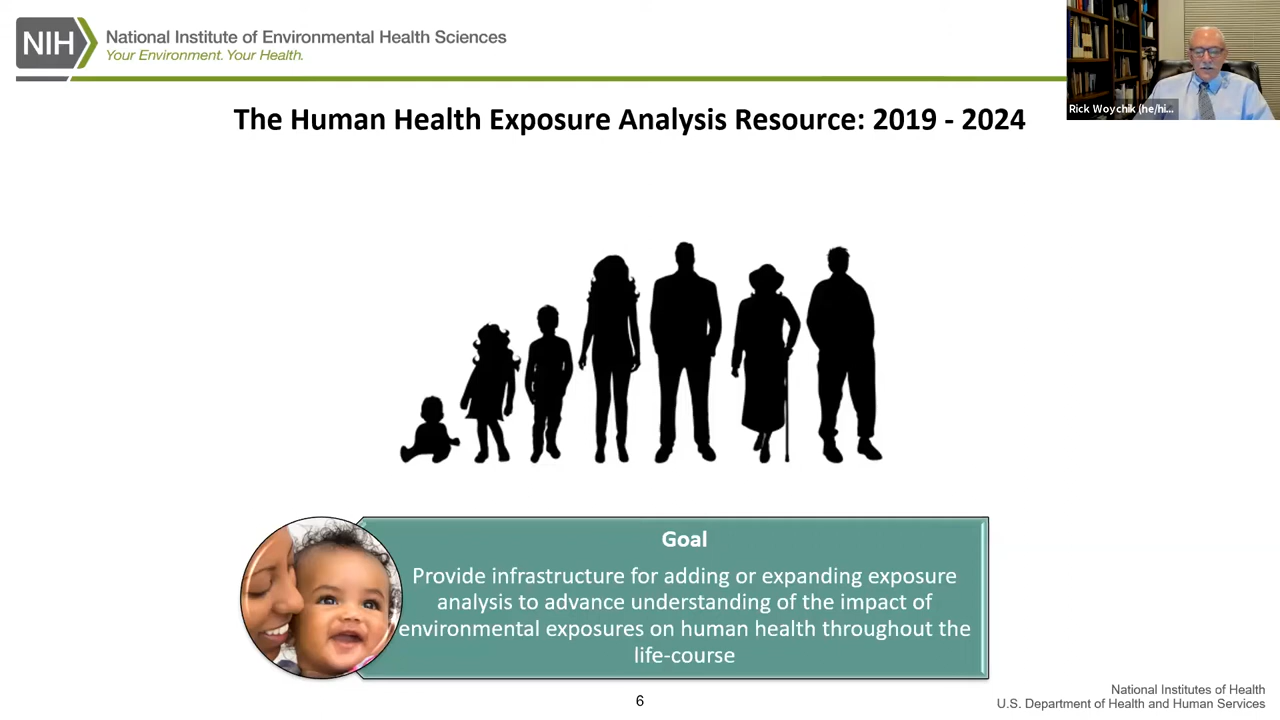 NIH
National Institute of Environmental Health Sciences
Your Environment. Your Health.
Rick Woychik (he/hi...
The Human Health Exposure Analysis Resource: 2019 - 2024
Goal
Provide infrastructure for adding or expanding exposure
analysis to advance understanding of the impact of
environmental exposures on human health throughout the
life-course
6
National Institutes of Health
U.S. Department of Health and Human Services